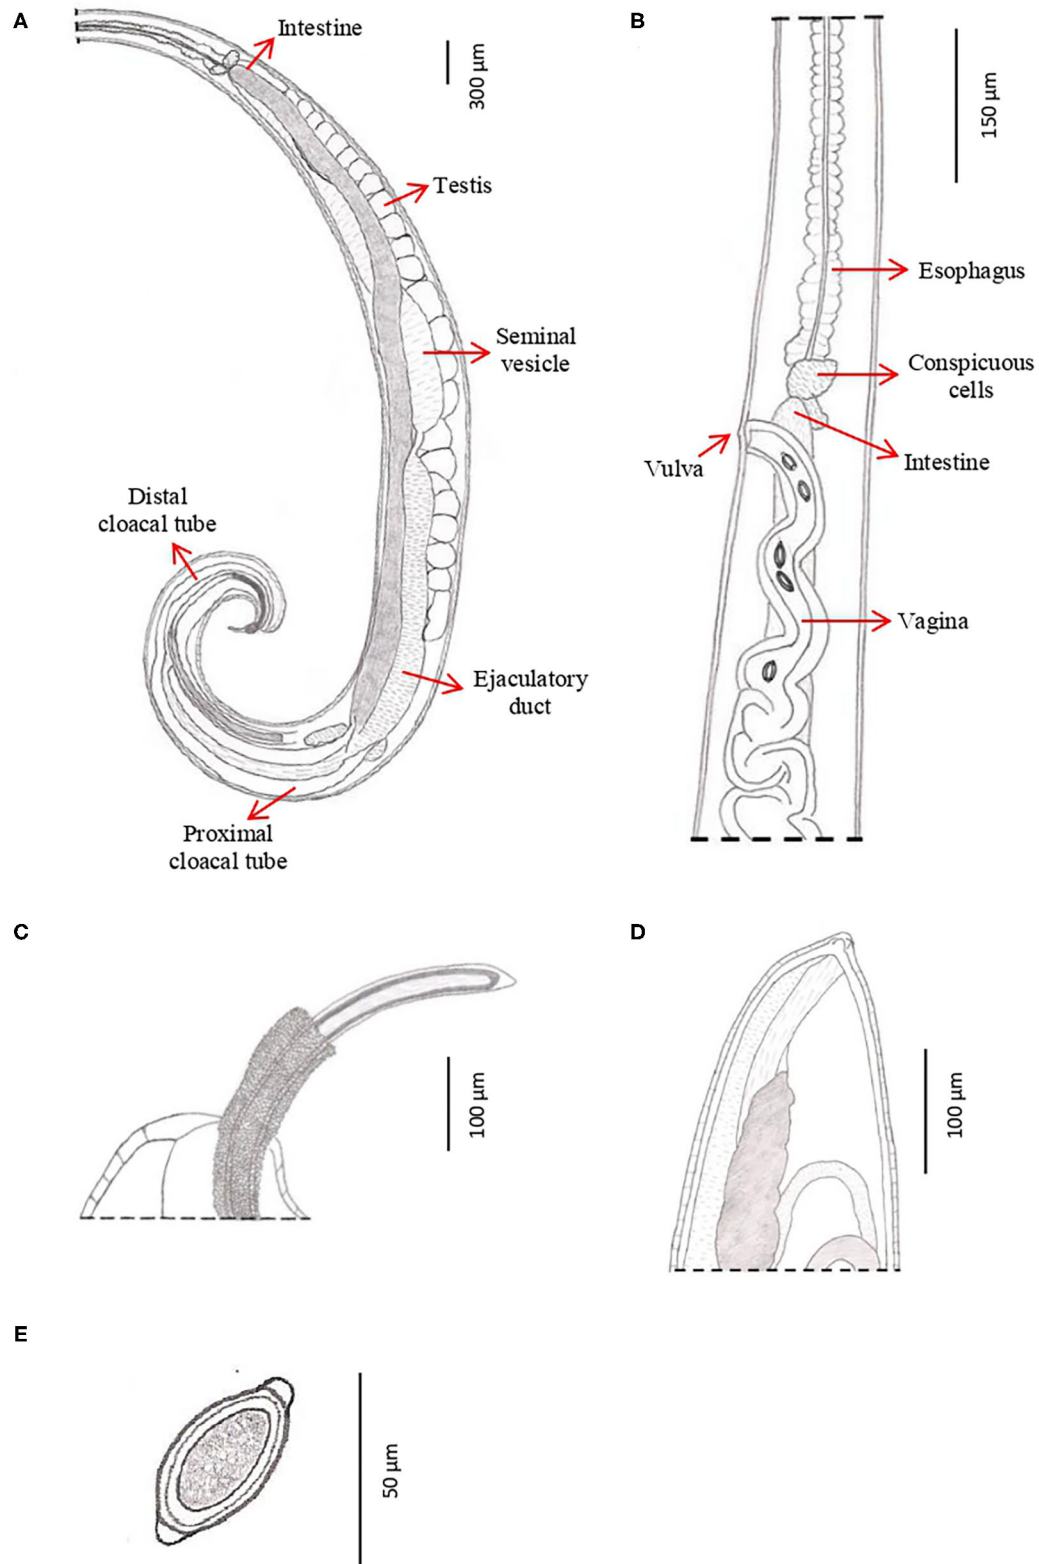 A
Intestine
300 µm
Testis
Seminal
vesicle
Distal
cloacal tube
Ejaculatory
duct
Proximal
cloacal tube
B
150 µm
Esophagus
Conspicuous
cells
Vulva
Intestine
Vagina
C
100 µm
D
100 µm
E
50 µm